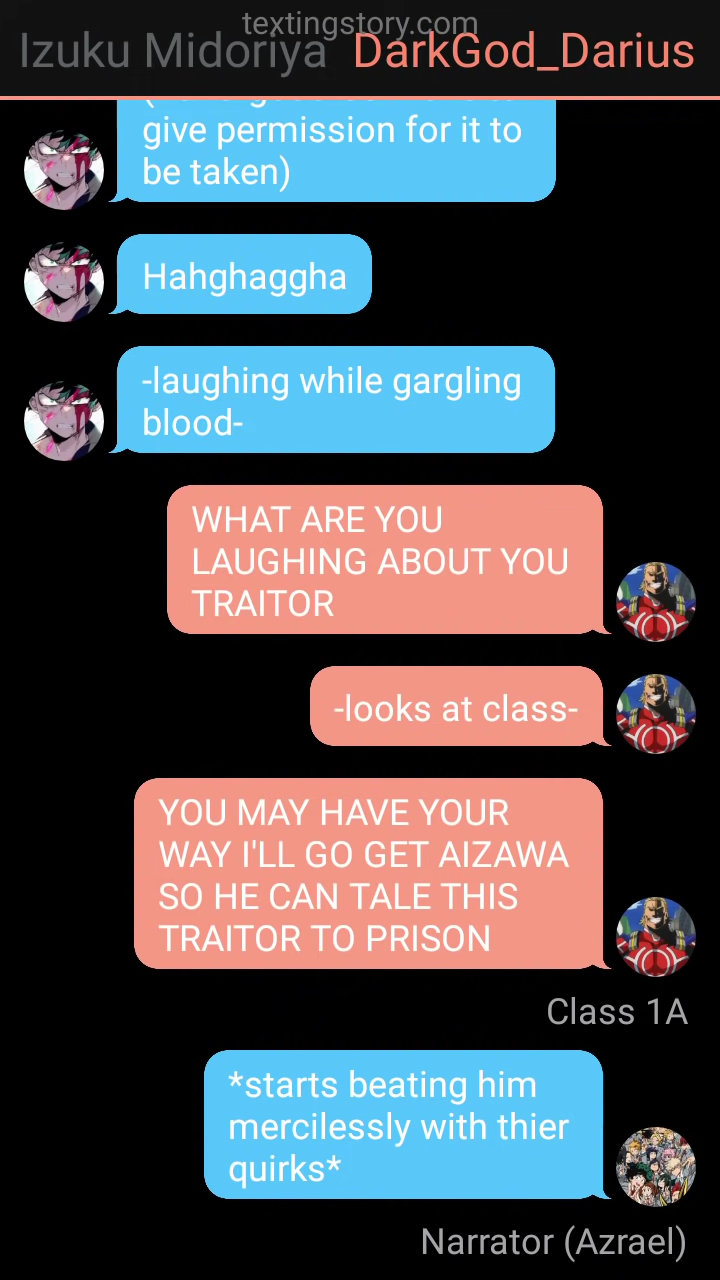 textingstory.com
Izuku Midoriya DarkGod_Darius
give permission for it to
be taken)
Hahghaggha
-laughing while gargling
blood-
WHAT ARE YOU
LAUGHING ABOUT YOU
TRAITOR
-looks at class-
YOU MAY HAVE YOUR
WAY I'LL GO GET AIZAWA
SO HE CAN TALE THIS
TRAITOR TO PRISON
Class 1A
*starts beating him
mercilessly with thier
quirks*
Narrator (Azrael)